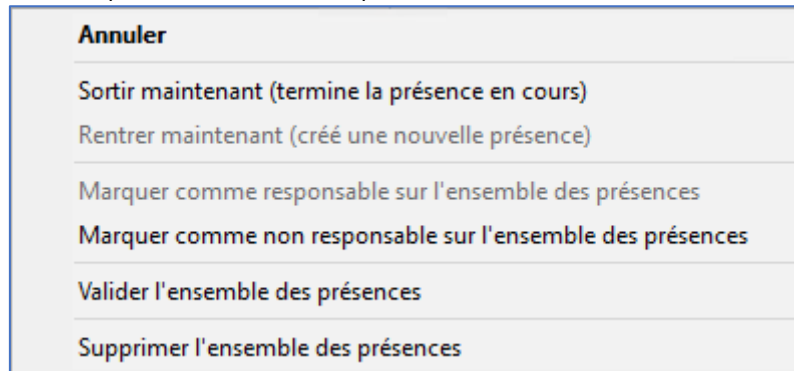 Annuler
Sortir maintenant (termine la présence en cours)
Rentrer maintenant (créé une nouvelle présence)
Marquer comme responsable sur l'ensemble des présences
Marquer comme non responsable sur l'ensemble des présences
Valider l'ensemble des présences
Supprimer l'ensemble des présences